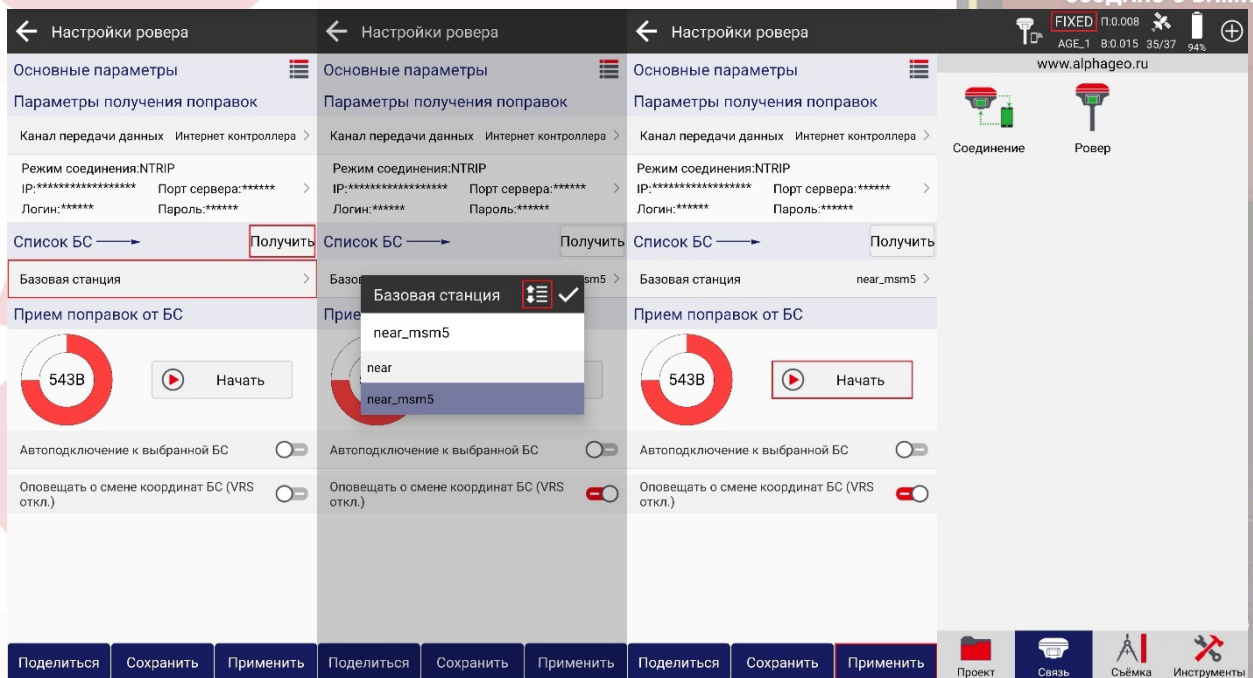 Настройки ровера
Основные параметры
Параметры получения поправок
Канал передачи данных Интернет контроллера >
Режим соединения:NTRIP
IP:******************* Порт сервера:****** >
Логин:****** Пароль:******
Список БС Получить
Базовая станция >
Прием поправок от БС
543B
Начать
Автоподключение к выбранной БС
Оповещать о смене координат БС (VRS
откл.)
Поделиться Сохранить Применить
Настройки ровера
Основные параметры
Параметры получения поправок
Канал передачи данных Интернет контроллера >
Режим соединения:NTRIP
IP:******************* Порт сервера:****** >
Логин:****** Пароль:******
Список БС Получить
Базовая станция
near_msm5
near
near_msm5
Автоподключение к выбранной БС
Оповещать о смене координат БС (VRS
откл.)
Поделиться Сохранить Применить
Настройки ровера
Основные параметры
Параметры получения поправок
Канал передачи данных Интернет контроллера >
Режим соединения:NTRIP
IP:******************* Порт сервера:****** >
Логин:****** Пароль:******
Список БС Получить
Базовая станция near_msm5 >
Прием поправок от БС
543B
Начать
Автоподключение к выбранной БС
Оповещать о смене координат БС (VRS
откл.)
Поделиться Сохранить Применить
FIXED П:0.008
AGE_1 В:0.015 35/37 94%
www.alphageo.ru
Соединение Ровер
Проект Связь Съёмка Инструменты